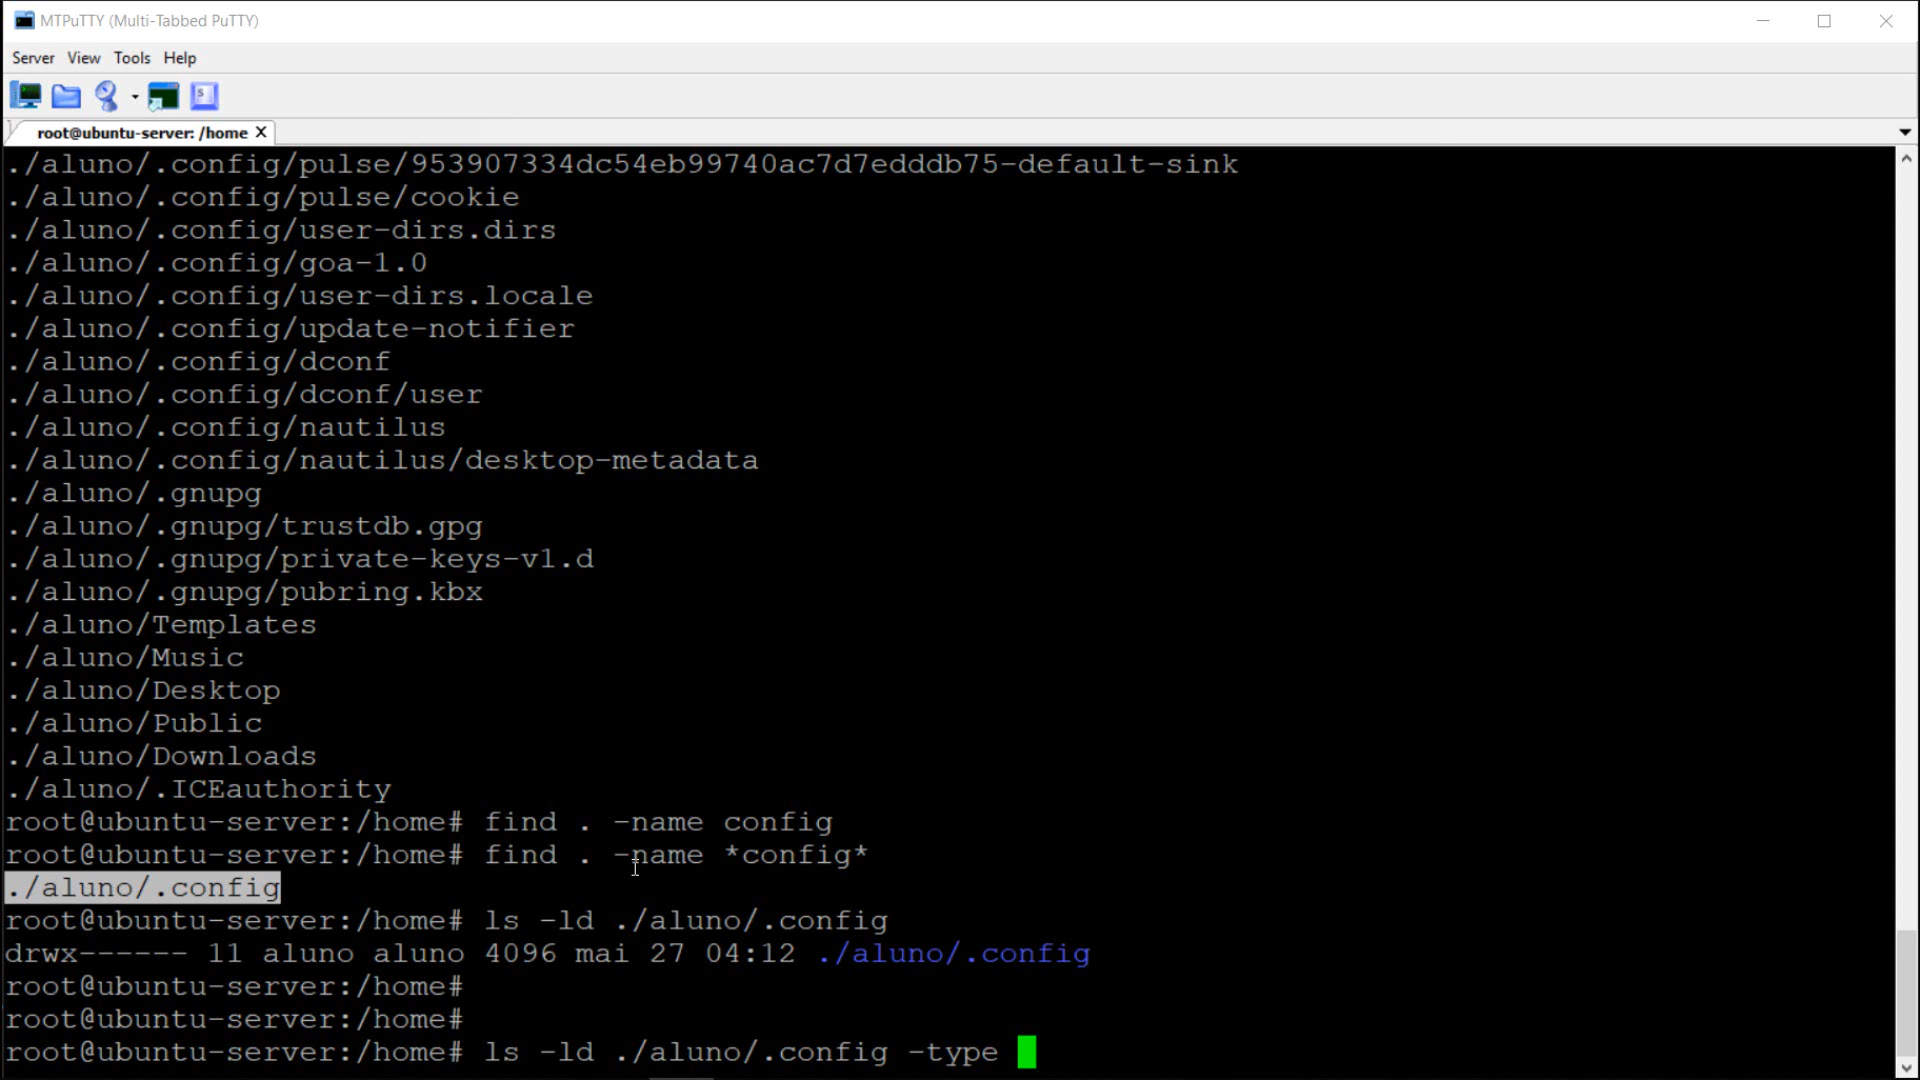 MTPuTTY (Multi-Tabbed PuTTY)
Server View Tools Help
root@ubuntu-server: /home X
./aluno/.config/pulse/953907334dc54eb99740ac7d7edddb75-default-sink
./aluno/.config/pulse/cookie
./aluno/.config/user-dirs.dirs
./aluno/.config/goa-1.0
./aluno/.config/user-dirs.locale
./aluno/.config/update-notifier
./aluno/.config/dconf
./aluno/.config/dconf/user
./aluno/.config/nautilus
./aluno/.config/nautilus/desktop-metadata
./aluno/.gnupg
./aluno/.gnupg/trustdb.gpg
./aluno/.gnupg/private-keys-v1.d
./aluno/.gnupg/pubring.kbx
./aluno/Templates
./aluno/Music
./aluno/Desktop
./aluno/Public
./aluno/Downloads
./aluno/.ICEauthority
root@ubuntu-server:/home# find . -name config
root@ubuntu-server:/home# find . -name *config*
./aluno/.config
root@ubuntu-server:/home# ls -ld ./aluno/.config
drwx------ 11 aluno aluno 4096 mai 27 04:12 ./aluno/.config
root@ubuntu-server:/home#
root@ubuntu-server:/home#
root@ubuntu-server:/home# ls -ld ./aluno/.config -type